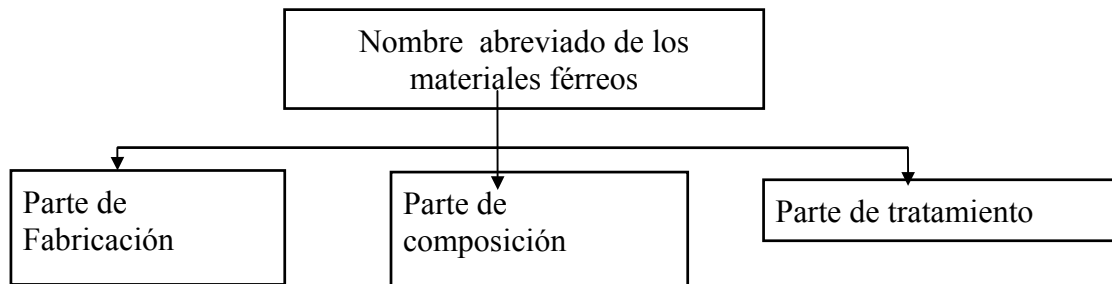 Nombre abreviado de los
materiales férreos
Parte de
Fabricación
Parte de
composición
Parte de tratamiento